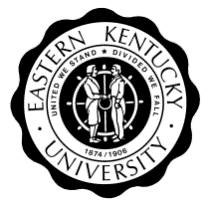 EASTERN KENTUCKY
UNITED WE STAND ★ DIVIDED WE FALL
1874/1906
· UNIVERSITY ·